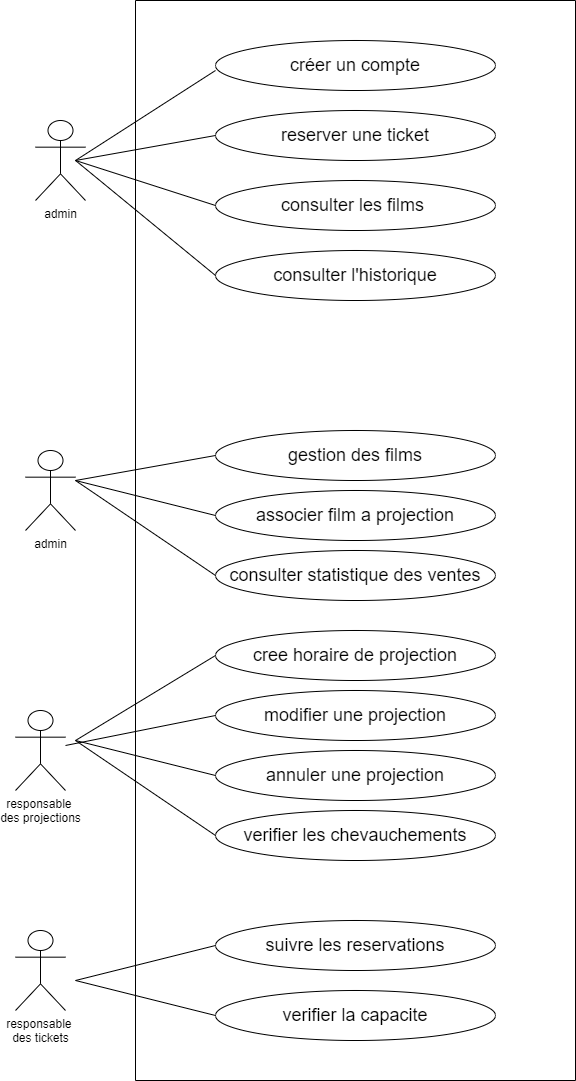 créer un compte
reserver une ticket
consulter les films
consulter l'historique
admin
gestion des films
associer film a projection
consulter statistique des ventes
admin
cree horaire de projection
modifier une projection
annuler une projection
verifier les chevauchements
responsable
des projections
suivre les reservations
verifier la capacite
responsable
des tickets